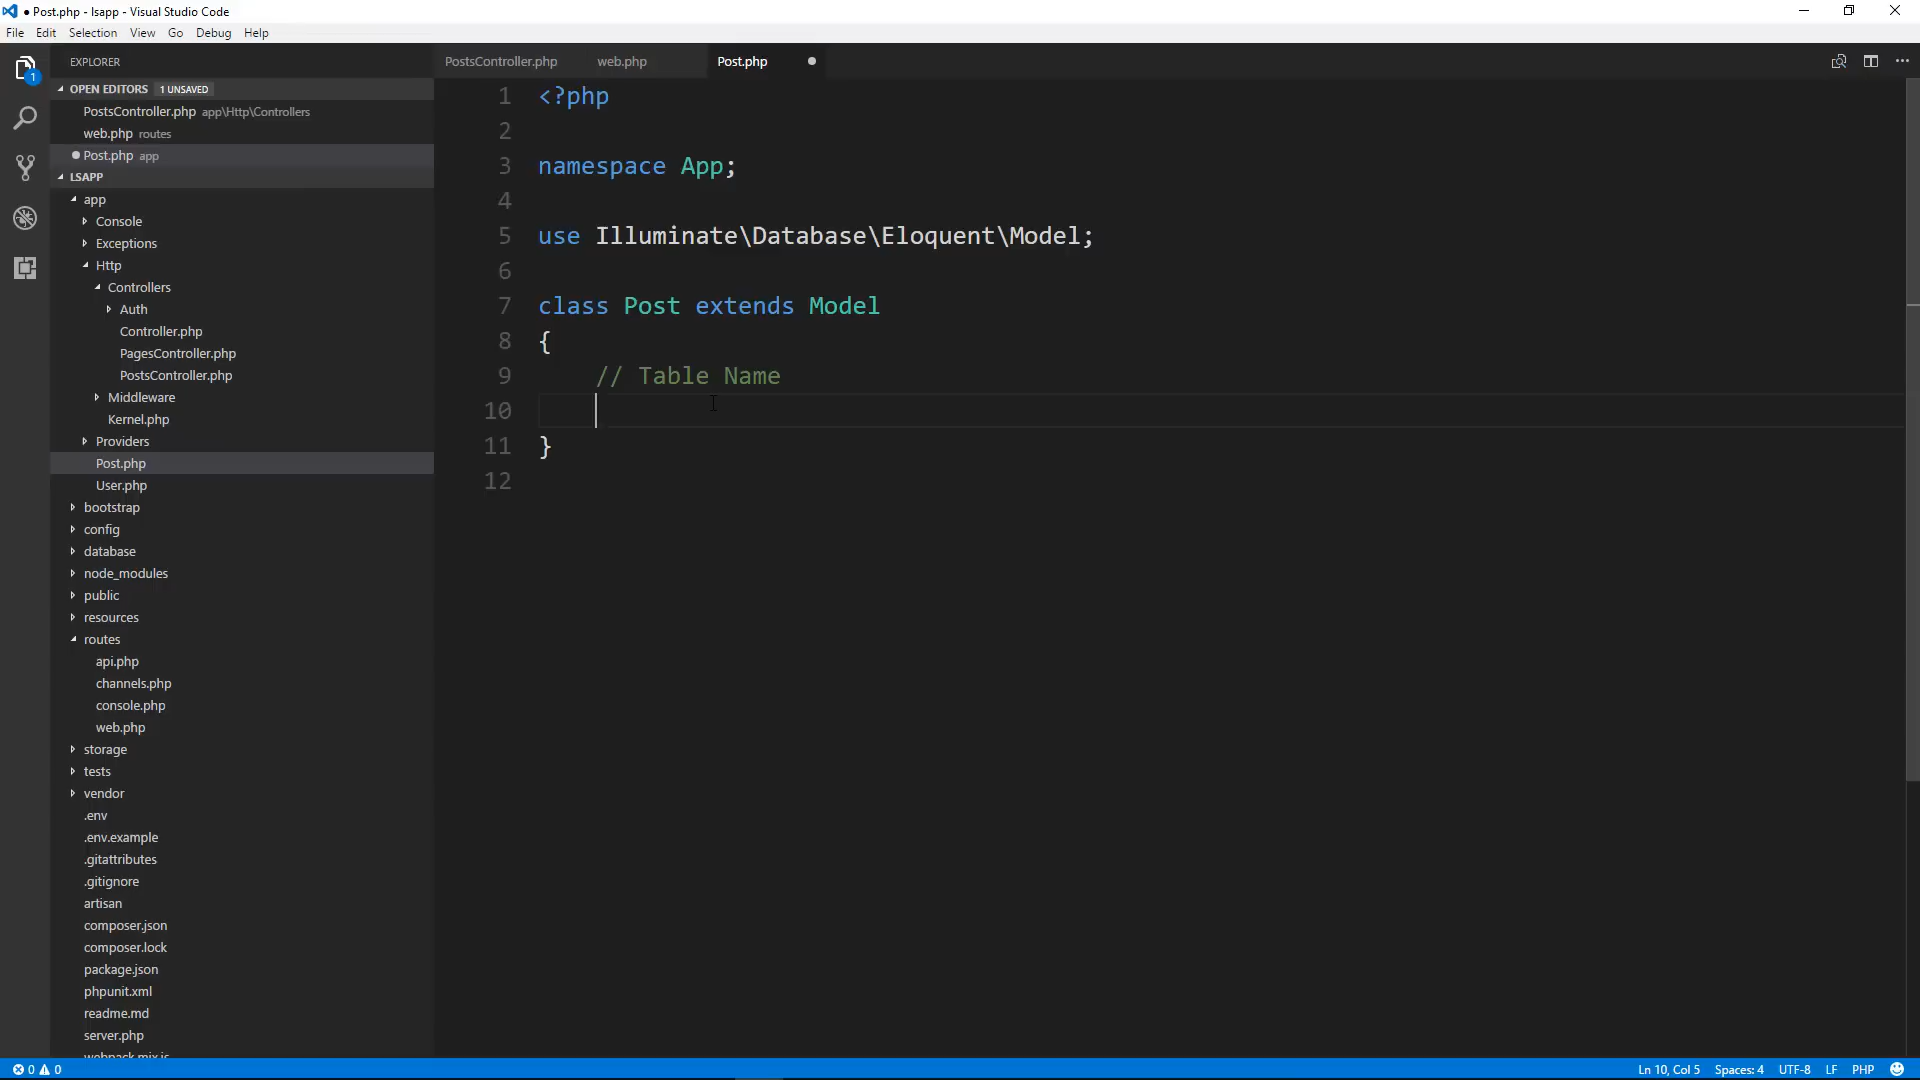 ● Post.php - lsapp - Visual Studio Code
File Edit Selection View Go Debug Help
EXPLORER
1
OPEN EDITORS 1 UNSAVED
PostsController.php app\Http\Controllers
web.php routes
Post.php app
LSAPP
app
Console
Exceptions
Http
Controllers
Auth
Controller.php
PagesController.php
PostsController.php
Middleware
Kernel.php
Providers
Post.php
User.php
bootstrap
config
database
node_modules
public
resources
routes
api.php
channels.php
console.php
web.php
storage
tests
vendor
.env
.env.example
.gitattributes
.gitignore
artisan
composer.json
composer.lock
package.json
phpunit.xml
readme.md
server.php
webpack.mix.js
PostsController.php web.php Post.php
1 <?php
2
3 namespace App;
4
5 use Illuminate\Database\Eloquent\Model;
6
7 class Post extends Model
8 {
9 // Table Name
10
11 }
12
0 0
Ln 10, Col 5 Spaces: 4 UTF-8 LF PHP